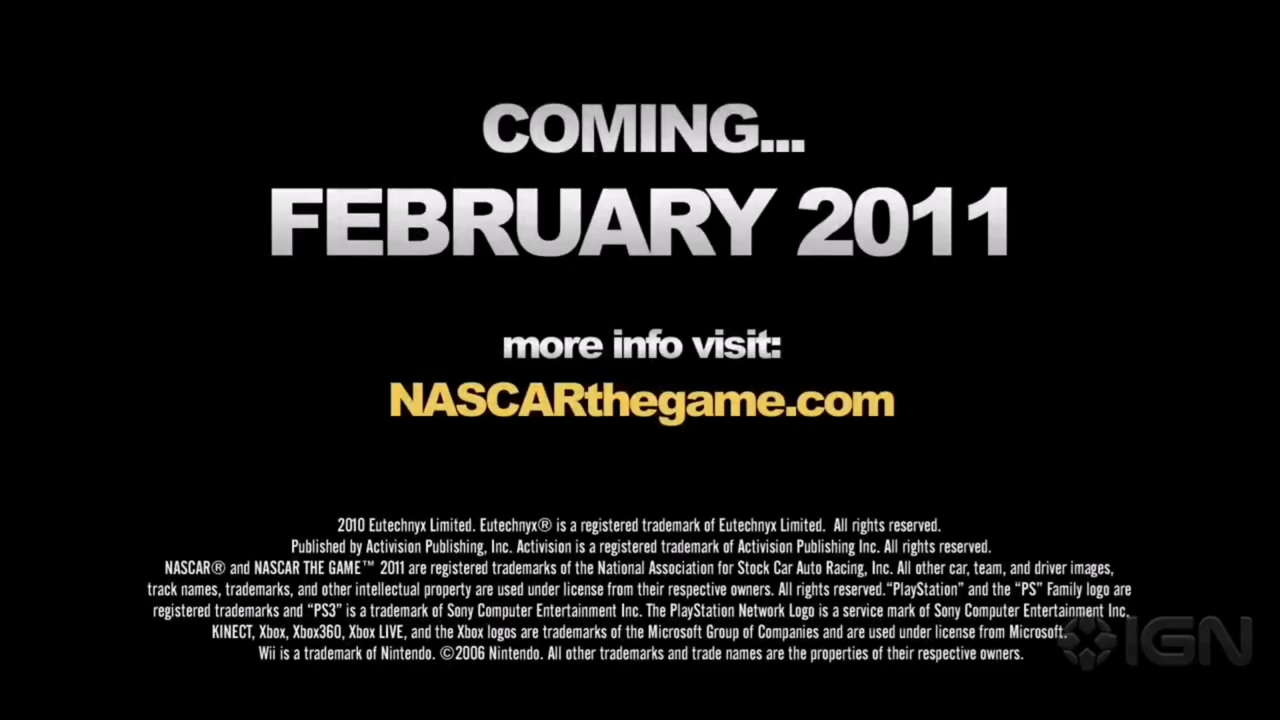 COMING...
FEBRUARY 2011
more info visit:
NASCARthegame.com
2010 Eutechnyx Limited. Eutechnyx® is a registered trademark of Eutechnyx Limited. All rights reserved.
Published by Activision Publishing, Inc. Activision is a registered trademark of Activision Publishing Inc. All rights reserved.
NASCAR® and NASCAR THE GAME™ 2011 are registered trademarks of the National Association for Stock Car Auto Racing, Inc. All other car, team, and driver images,
track names, trademarks, and other intellectual property are used under license from their respective owners. All rights reserved.“PlayStation” and the “PS” Family logo are
registered trademarks and “PS3” is a trademark of Sony Computer Entertainment Inc. The PlayStation Network Logo is a service mark of Sony Computer Entertainment Inc.
KINECT, Xbox, Xbox360, Xbox LIVE, and the Xbox logos are trademarks of the Microsoft Group of Companies and are used under license from Microsoft.
Wii is a trademark of Nintendo. ©2006 Nintendo. All other trademarks and trade names are the properties of their respective owners.
IGN